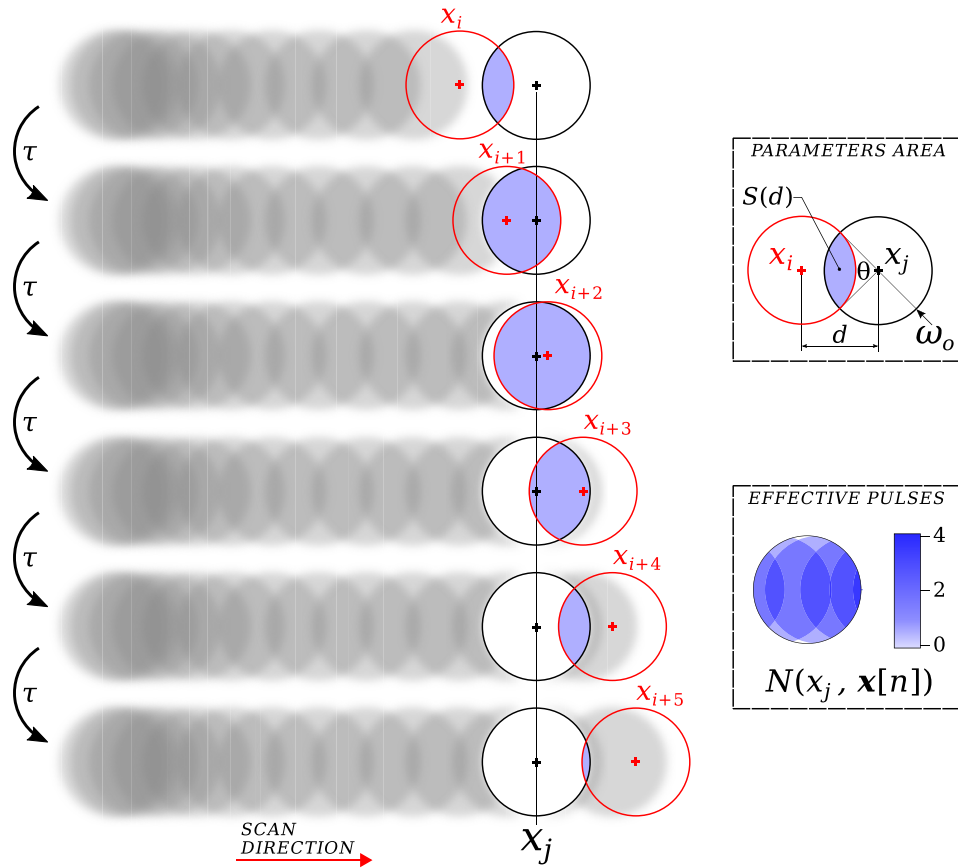 x_i
τ
x_{i+1}
τ
x_{i+2}
τ
x_{i+3}
τ
x_{i+4}
τ
x_{i+5}
x_j
SCAN
DIRECTION
PARAMETERS AREA
S(d)
x_i
θ
x_j
d
ω_o
EFFECTIVE PULSES
4
2
0
N(x_j, x[n])